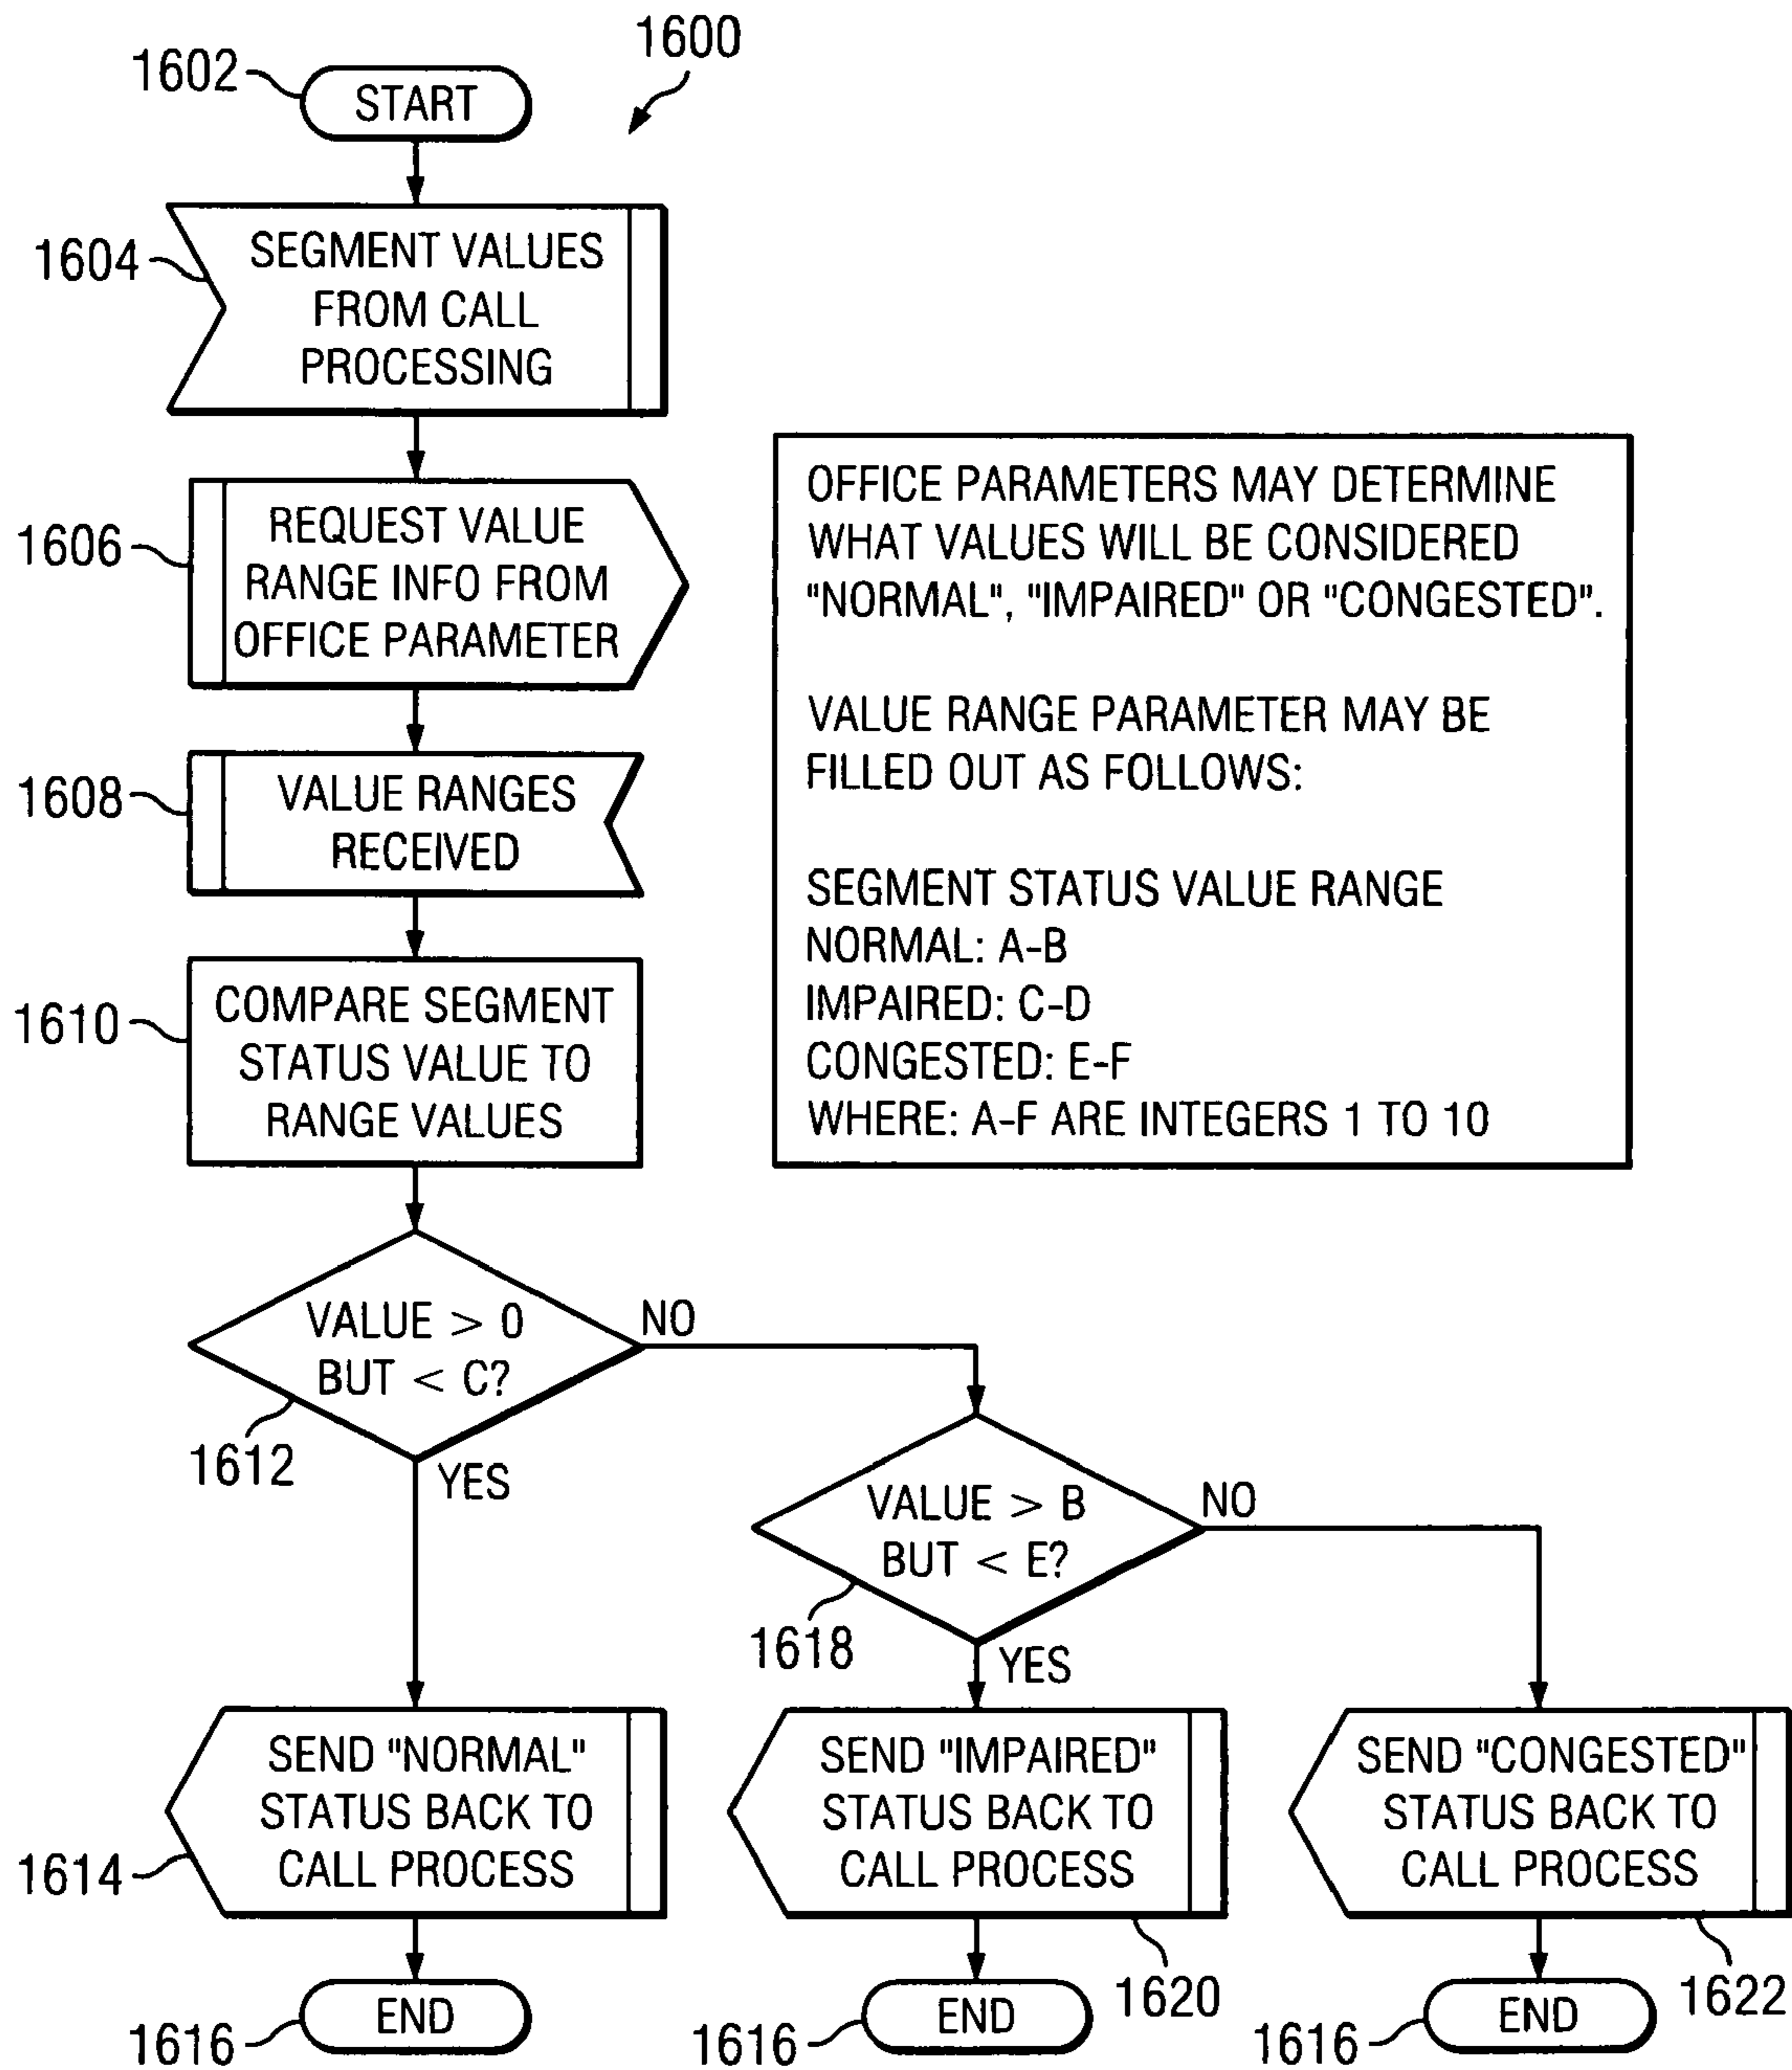 1600
1602
START
1604
SEGMENT VALUES
FROM CALL
PROCESSING
1606
REQUEST VALUE
RANGE INFO FROM
OFFICE PARAMETER
1608
VALUE RANGES
RECEIVED
1610
COMPARE SEGMENT
STATUS VALUE TO
RANGE VALUES
OFFICE PARAMETERS MAY DETERMINE
WHAT VALUES WILL BE CONSIDERED
"NORMAL", "IMPAIRED" OR "CONGESTED".
VALUE RANGE PARAMETER MAY BE
FILLED OUT AS FOLLOWS:
SEGMENT STATUS VALUE RANGE
NORMAL: A-B
IMPAIRED: C-D
CONGESTED: E-F
WHERE: A-F ARE INTEGERS 1 TO 10
VALUE > 0
BUT < C?
NO
1612
YES
VALUE > B
BUT < E?
NO
1618
YES
SEND "NORMAL"
STATUS BACK TO
CALL PROCESS
1614
SEND "IMPAIRED"
STATUS BACK TO
CALL PROCESS
1620
SEND "CONGESTED"
STATUS BACK TO
CALL PROCESS
1622
END
1616
END
1616
END
1616